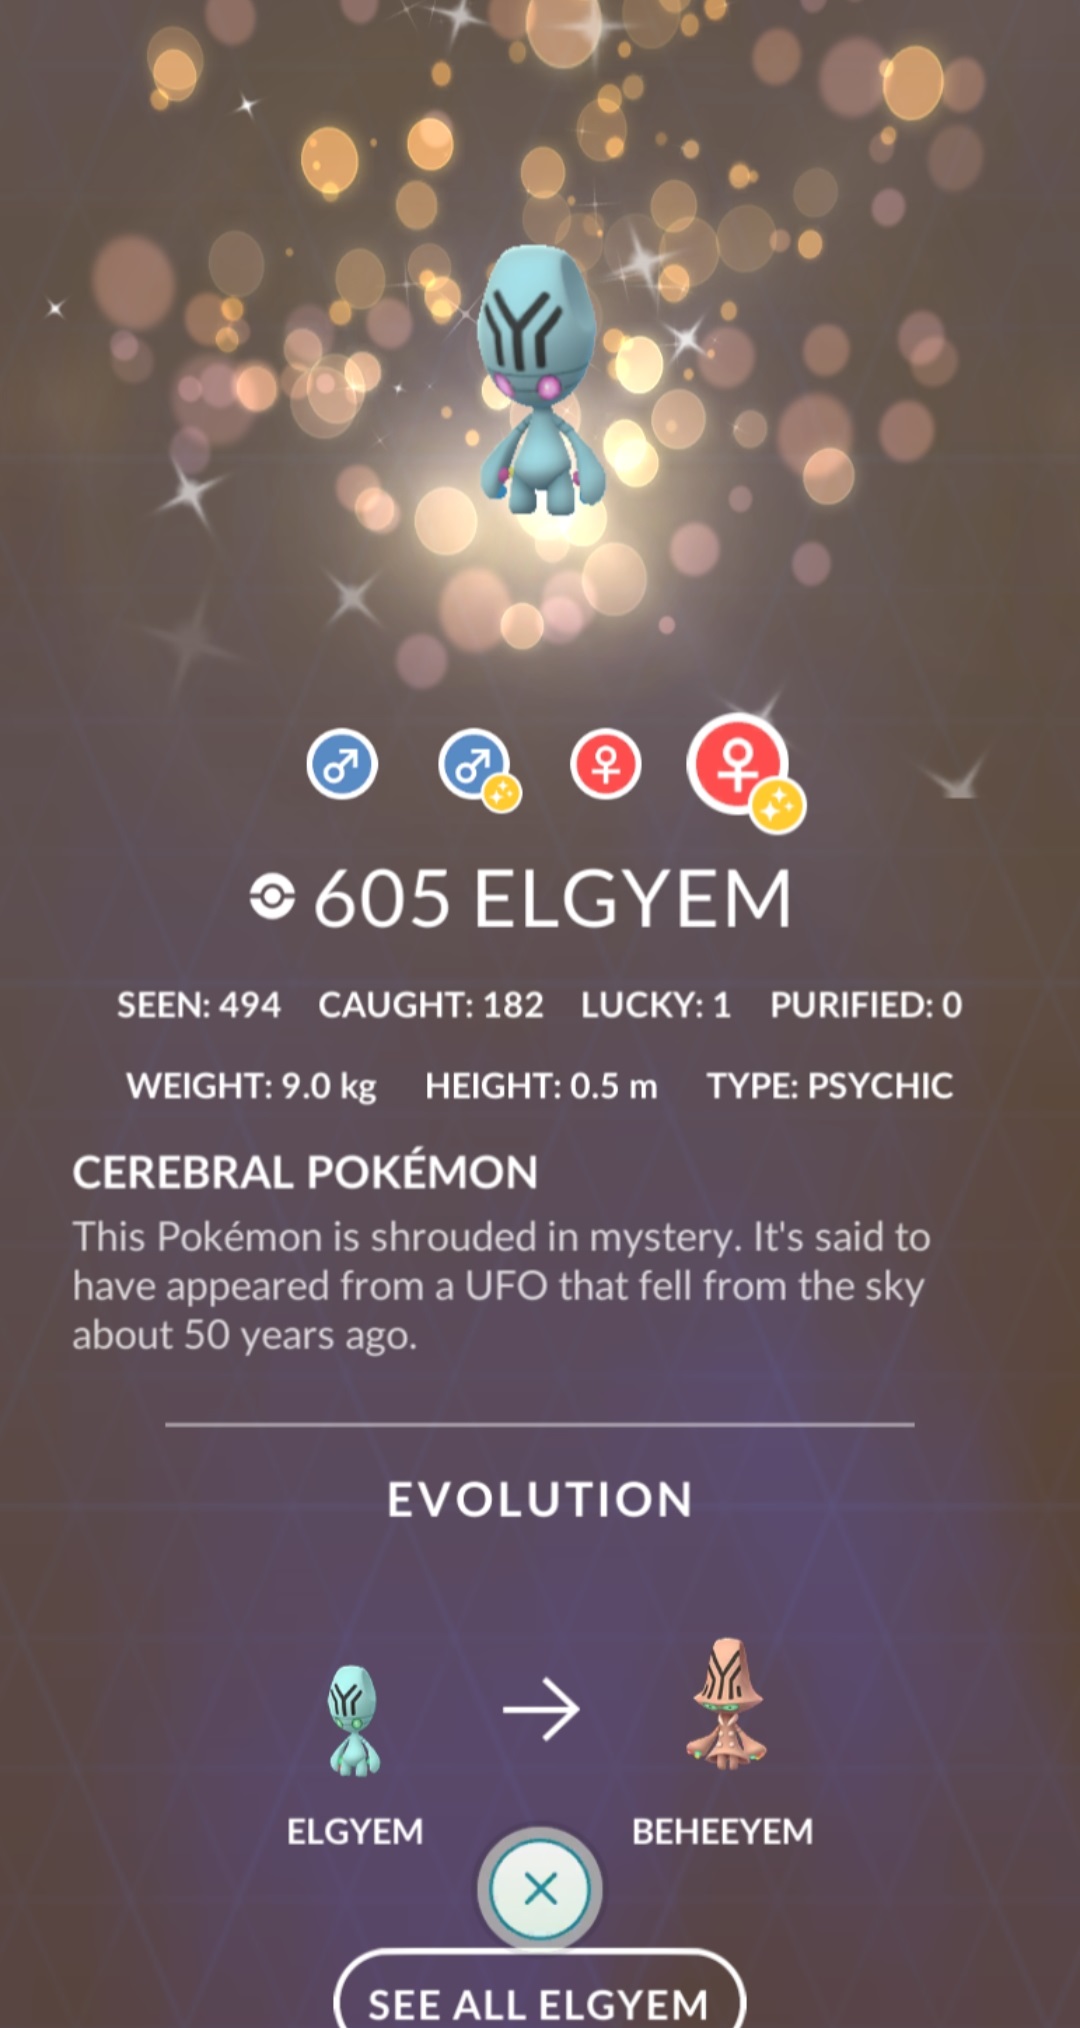 605 ELGYEM
SEEN: 494 CAUGHT: 182 LUCKY: 1 PURIFIED: 0
WEIGHT: 9.0 kg HEIGHT: 0.5 m TYPE: PSYCHIC
CEREBRAL POKÉMON
This Pokémon is shrouded in mystery. It's said to
have appeared from a UFO that fell from the sky
about 50 years ago.
EVOLUTION
ELGYEM BEHEEYEM
SEE ALL ELGYEM